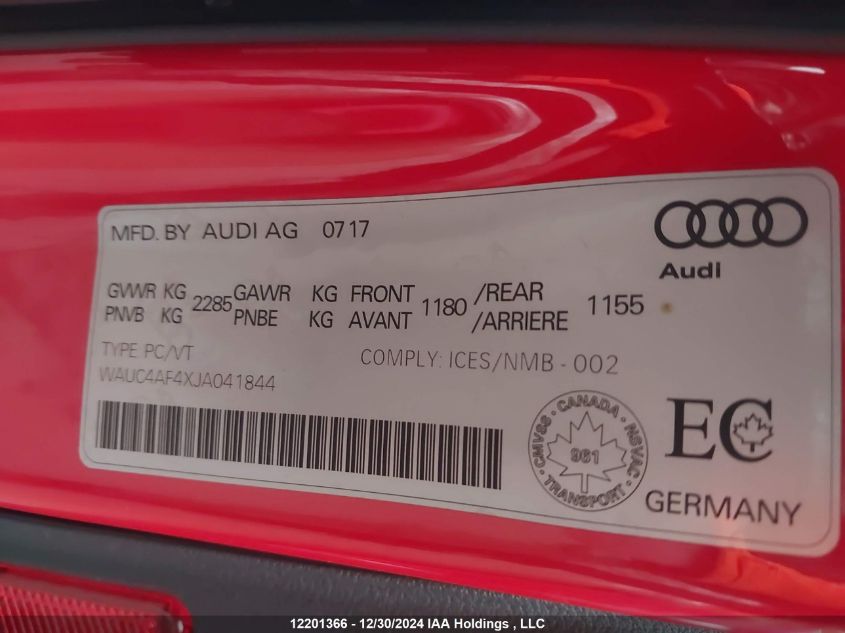 MFD. BY AUDI AG 07 17
Audi
GVWR KG 2285 GAWR KG FRONT 1180 /REAR 1155
PNVB KG PNBE KG AVANT /ARRIERE
TYPE PC/VT
COMPLY: ICES/NMB - 002
WAUC4AF4XJA041844
CMVSS - CANADA - NSVAC
961
TRANSPORT
EC
GERMANY
12201366 - 12/30/2024 IAA Holdings , LLC